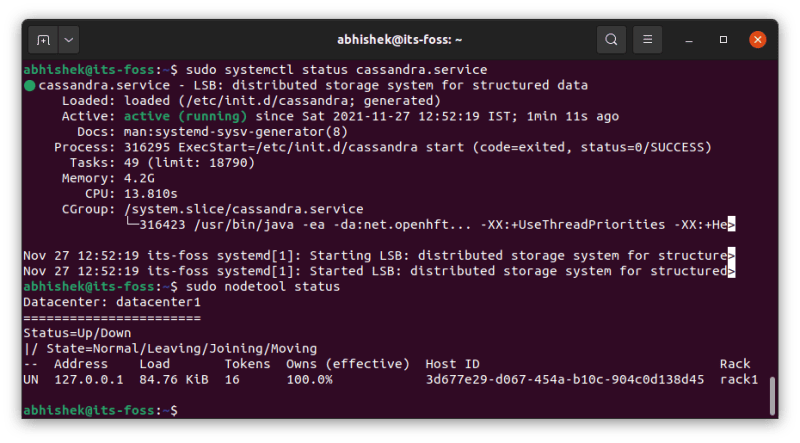 abhishek@its-foss: ~
abhishek@its-foss:~$ sudo systemctl status cassandra.service
cassandra.service - LSB: distributed storage system for structured data
Loaded: loaded (/etc/init.d/cassandra; generated)
Active: active (running) since Sat 2021-11-27 12:52:19 IST; 1min 11s ago
Docs: man:systemd-sysv-generator(8)
Process: 316295 ExecStart=/etc/init.d/cassandra start (code=exited, status=0/SUCCESS)
Tasks: 49 (limit: 18790)
Memory: 4.2G
CPU: 13.810s
CGroup: /system.slice/cassandra.service
└─316423 /usr/bin/java -ea -da:net.openhft... -XX:+UseThreadPriorities -XX:+He>
Nov 27 12:52:19 its-foss systemd[1]: Starting LSB: distributed storage system for structure>
Nov 27 12:52:19 its-foss systemd[1]: Started LSB: distributed storage system for structured>
abhishek@its-foss:~$ sudo nodetool status
Datacenter: datacenter1
=======================
Status=Up/Down
|/ State=Normal/Leaving/Joining/Moving
-- Address Load Tokens Owns (effective) Host ID Rack
UN 127.0.0.1 84.76 KiB 16 100.0% 3d677e29-d067-454a-b10c-904c0d138d45 rack1
abhishek@its-foss:~$